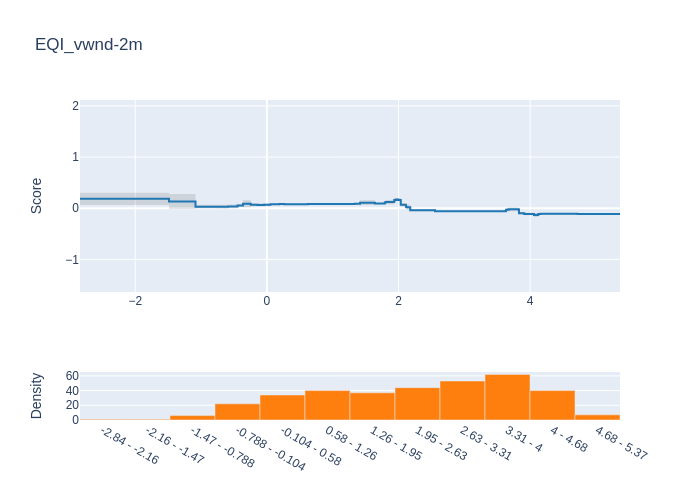 EQI_vwnd-2m
2
1
0
−1
Score
−2
0
2
4
60
40
20
0
Density
-2.84 - -2.16
-2.16 - -1.47
-1.47 - -0.788
-0.788 - -0.104
-0.104 - 0.58
0.58 - 1.26
1.26 - 1.95
1.95 - 2.63
2.63 - 3.31
3.31 - 4
4 - 4.68
4.68 - 5.37